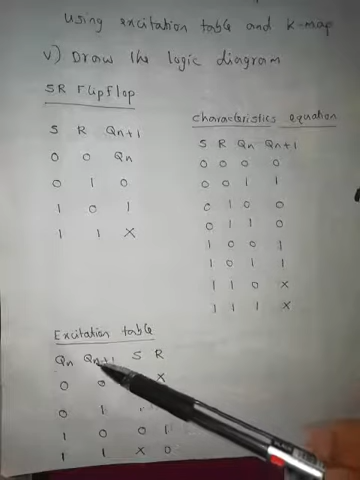 using excitation table and k-map
v) Draw the logic diagram
SR Flipflop
S R Qn+1
0 0 Qn
0 1 0
1 0 1
1 1 X
characteristics equation
S R Qn Qn+1
0 0 0 0
0 0 1 1
0 1 0 0
0 1 1 0
1 0 0 1
1 0 1 1
1 1 0 X
1 1 1 X
Excitation table
Qn Qn+1 S R
0 0 X
0 1
1 0 0 1
1 1 X 0